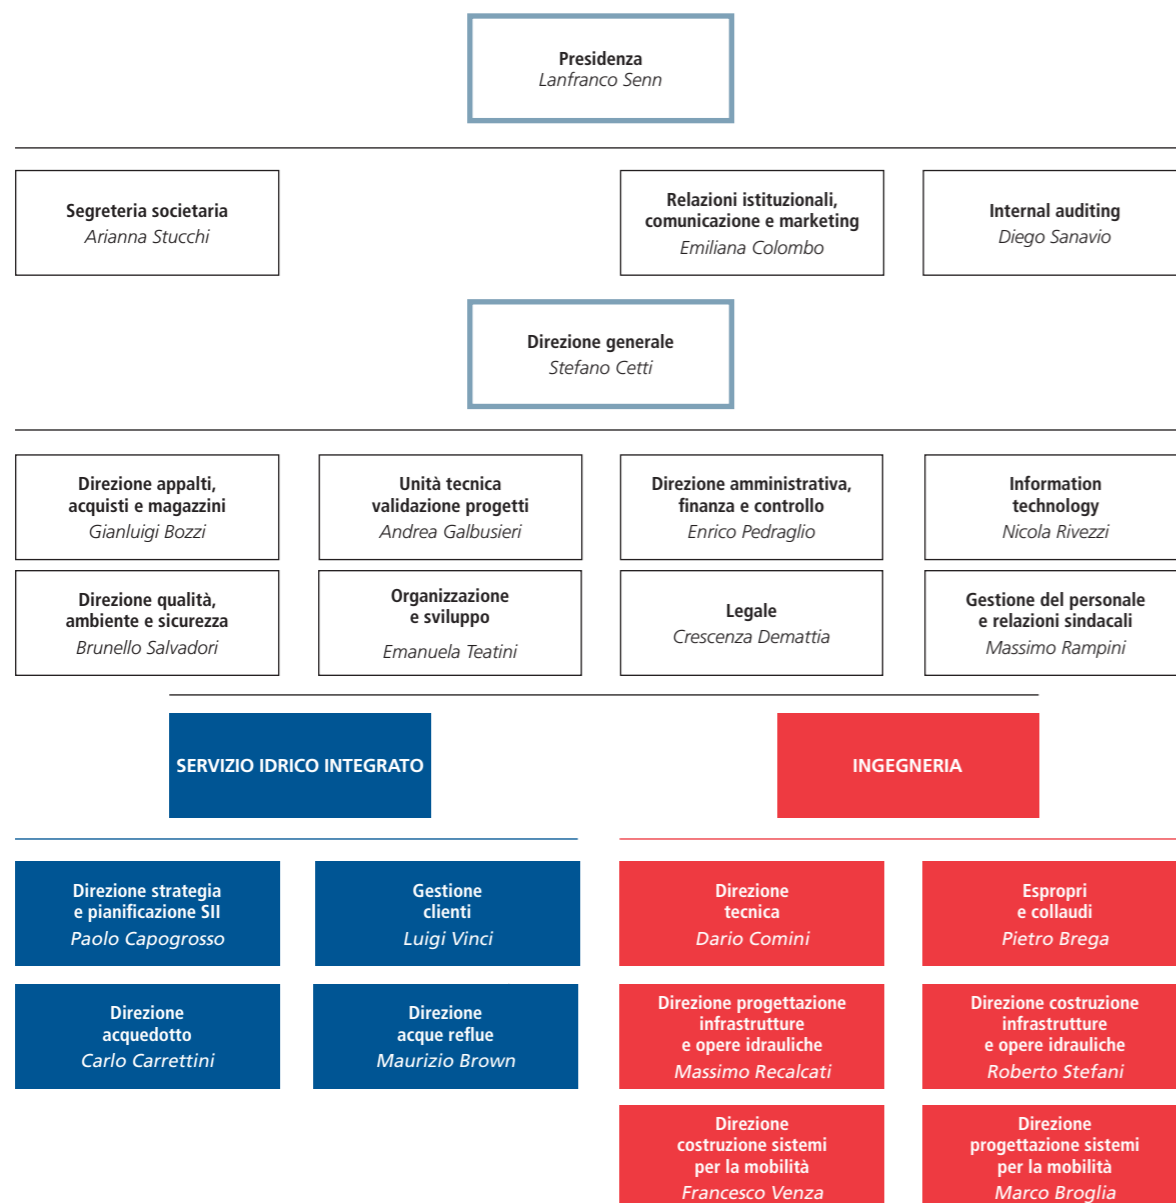 Presidenza
Lanfranco Senn
Segreteria societaria
Arianna Stucchi
Relazioni istituzionali,
comunicazione e marketing
Emiliana Colombo
Internal auditing
Diego Sanavio
Direzione generale
Stefano Cetti
Direzione appalti,
acquisti e magazzini
Gianluigi Bozzi
Unità tecnica
validazione progetti
Andrea Galbusieri
Direzione amministrativa,
finanza e controllo
Enrico Pedraglio
Information
technology
Nicola Rivezzi
Direzione qualità,
ambiente e sicurezza
Brunello Salvadori
Organizzazione
e sviluppo
Emanuela Teatini
Legale
Crescenza Demattia
Gestione del personale
e relazioni sindacali
Massimo Rampini
SERVIZIO IDRICO INTEGRATO
INGEGNERIA
Direzione strategia
e pianificazione SII
Paolo Capogrosso
Gestione
clienti
Luigi Vinci
Direzione
tecnica
Dario Comini
Espropri
e collaudi
Pietro Brega
Direzione
acquedotto
Carlo Carrettini
Direzione
acque reflue
Maurizio Brown
Direzione progettazione
infrastrutture
e opere idrauliche
Massimo Recalcati
Direzione costruzione
infrastrutture
e opere idrauliche
Roberto Stefani
Direzione
costruzione sistemi
per la mobilità
Francesco Venza
Direzione
progettazione sistemi
per la mobilità
Marco Broglia